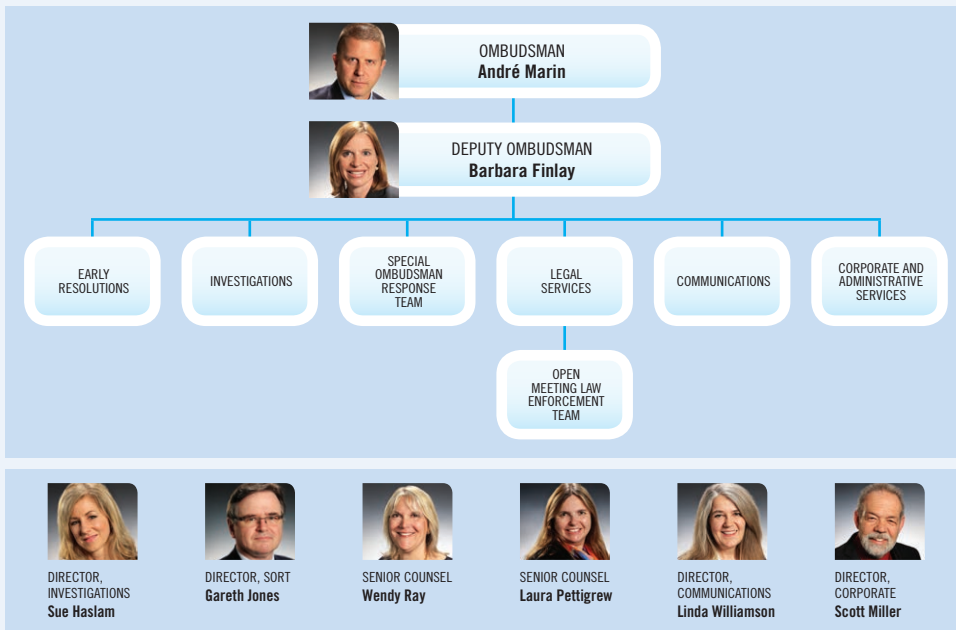 OMBUDSMAN
André Marin
DEPUTY OMBUDSMAN
Barbara Finlay
EARLY
RESOLUTIONS
INVESTIGATIONS
SPECIAL
OMBUDSMAN
RESPONSE
TEAM
LEGAL
SERVICES
COMMUNICATIONS
CORPORATE AND
ADMINISTRATIVE
SERVICES
OPEN
MEETING LAW
ENFORCEMENT
TEAM
DIRECTOR,
INVESTIGATIONS
Sue Haslam
DIRECTOR, SORT
Gareth Jones
SENIOR COUNSEL
Wendy Ray
SENIOR COUNSEL
Laura Pettigrew
DIRECTOR,
COMMUNICATIONS
Linda Williamson
DIRECTOR,
CORPORATE
Scott Miller